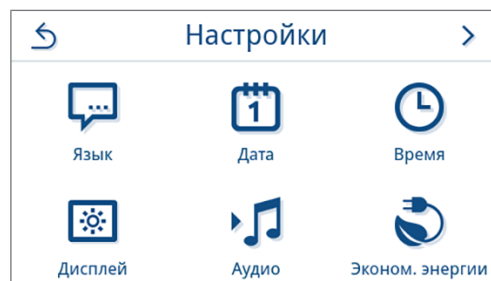 Настройки
Язык
Дата
1
Время
Дисплей
Аудио
Эконом. энергии